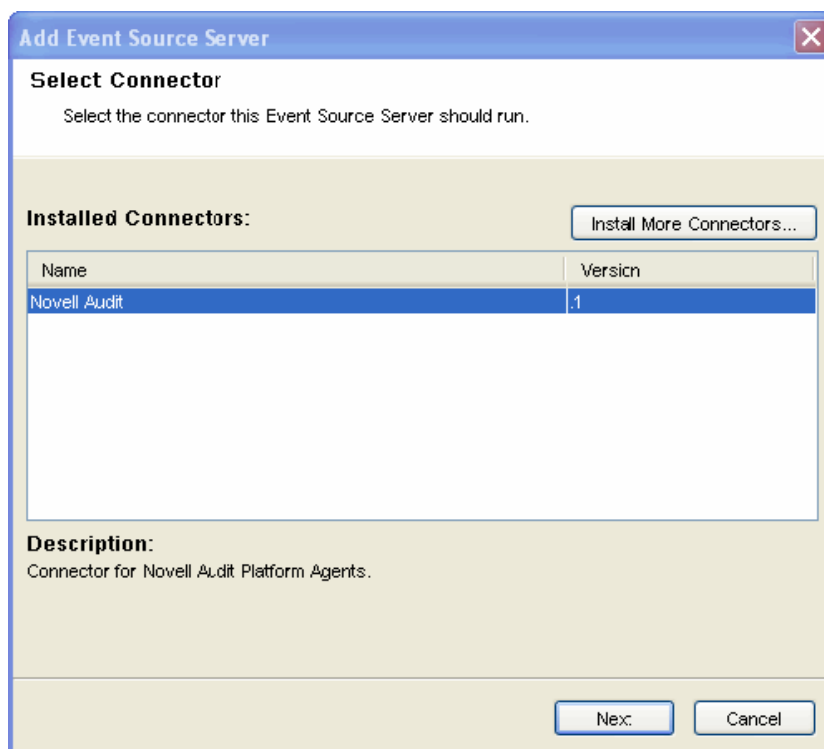 Add Event Source Server
Select Connector
Select the connector this Event Source Server should run.
Installed Connectors:
Install More Connectors...
Name Version
Novell Audit .1
Description:
Connector for Novell Audit Platform Agents.
Next Cancel